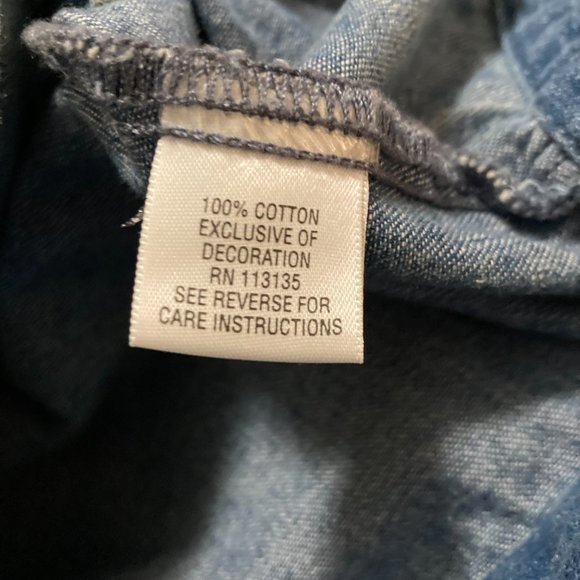 100% COTTON
EXCLUSIVE OF
DECORATION
RN 113135
SEE REVERSE FOR
CARE INSTRUCTIONS